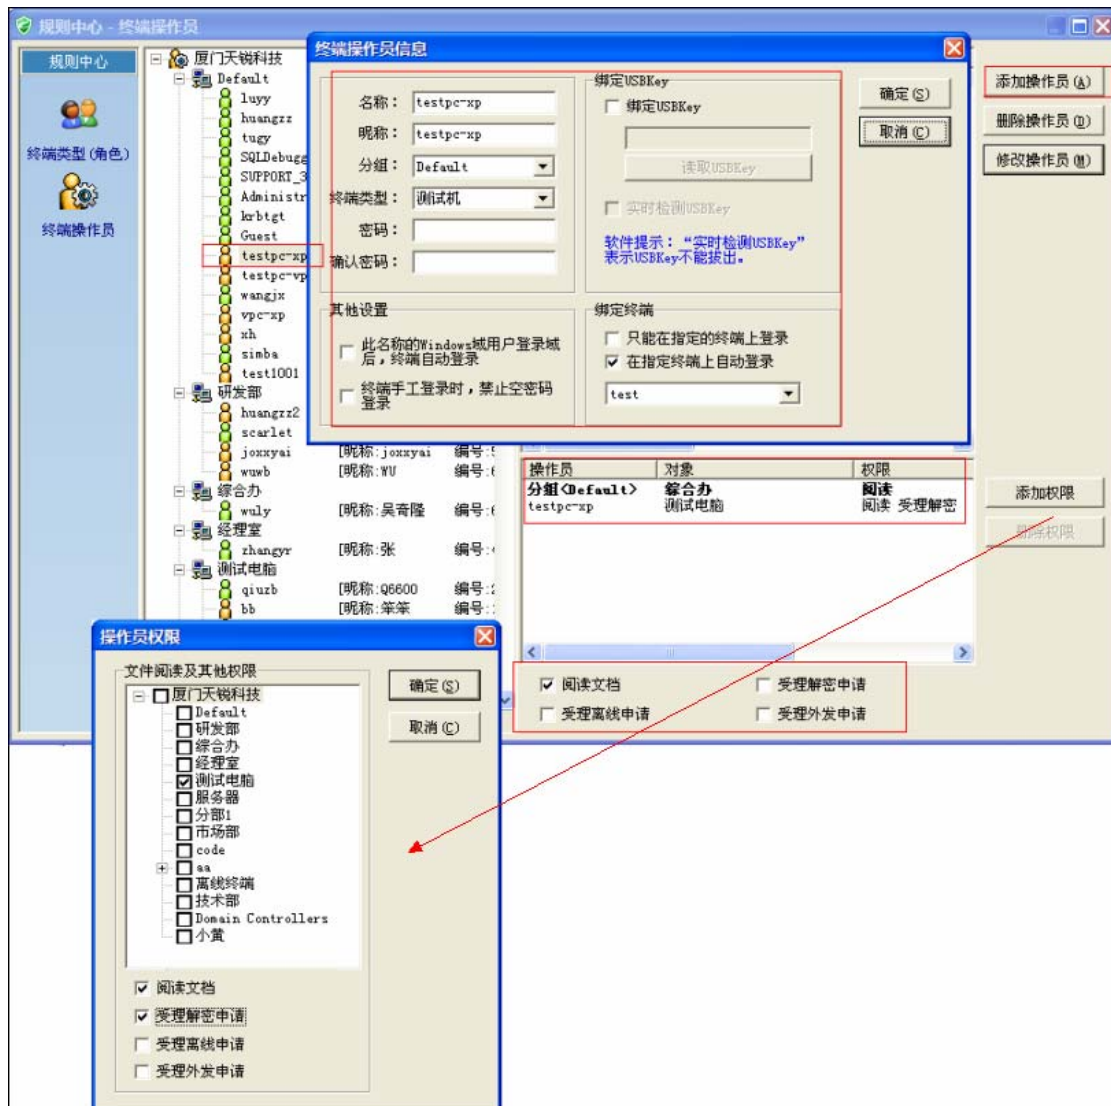 规则中心 - 终端操作员
规则中心
终端类型(角色)
终端操作员
厦门天锐科技
Default
luyy
huangzz
tugy
SQLDebugg
SUPPORT_3
Administr
krbtgt
Guest
testpc-xp
testpc-vp
wangjx
vpc-xp
xh
simba
test1001
研发部
huangzz2
scarlet
joxxyai [昵称:joxxyai 编号:
wuwb [昵称:WU 编号:
综合办
wuly [昵称:吴奇隆 编号:
经理室
zhangyr [昵称:张 编号:
测试电脑
qiuzb [昵称:Q6600 编号:
bb [昵称:笨笨 编号:
终端操作员信息
名称： testpc-xp
昵称： testpc-xp
分组： Default
终端类型： 测试机
密码：
确认密码：
绑定USBKey
绑定USBKey
读取USBKey
实时检测USBKey
软件提示：“实时检测USBKey”
表示USBKey不能拔出。
确定(S)
取消(C)
其他设置
此名称的Windows域用户登录域
后，终端自动登录
终端手工登录时，禁止空密码
登录
绑定终端
只能在指定的终端上登录
在指定终端上自动登录
test
添加操作员(A)
删除操作员(D)
修改操作员(M)
操作员 对象 权限
分组<Default> 综合办 阅读
testpc-xp 测试电脑 阅读 受理解密
添加权限
删除权限
阅读文档 受理解密申请
受理离线申请 受理外发申请
操作员权限
文件阅读及其他权限
厦门天锐科技
Default
研发部
综合办
经理室
测试电脑
服务器
分部1
市场部
code
aa
离线终端
技术部
Domain Controllers
小黄
阅读文档
受理解密申请
受理离线申请
受理外发申请
确定(S)
取消(C)